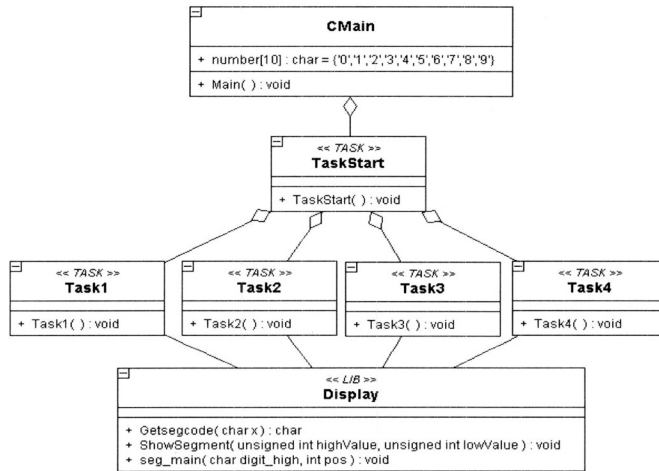 CMain
+ number[10] : char = {'0','1','2','3','4','5','6','7','8','9'}
+ Main( ) : void
<< TASK >>
TaskStart
+ TaskStart( ) : void
<< TASK >>
Task1
+ Task1( ) : void
<< TASK >>
Task2
+ Task2( ) : void
<< TASK >>
Task3
+ Task3( ) : void
<< TASK >>
Task4
+ Task4( ) : void
<< LIB >>
Display
+ Getsegcode( char x ) : char
+ ShowSegment( unsigned int highValue, unsigned int lowValue ) : void
+ seg_main( char digit_high, int pos ) : void